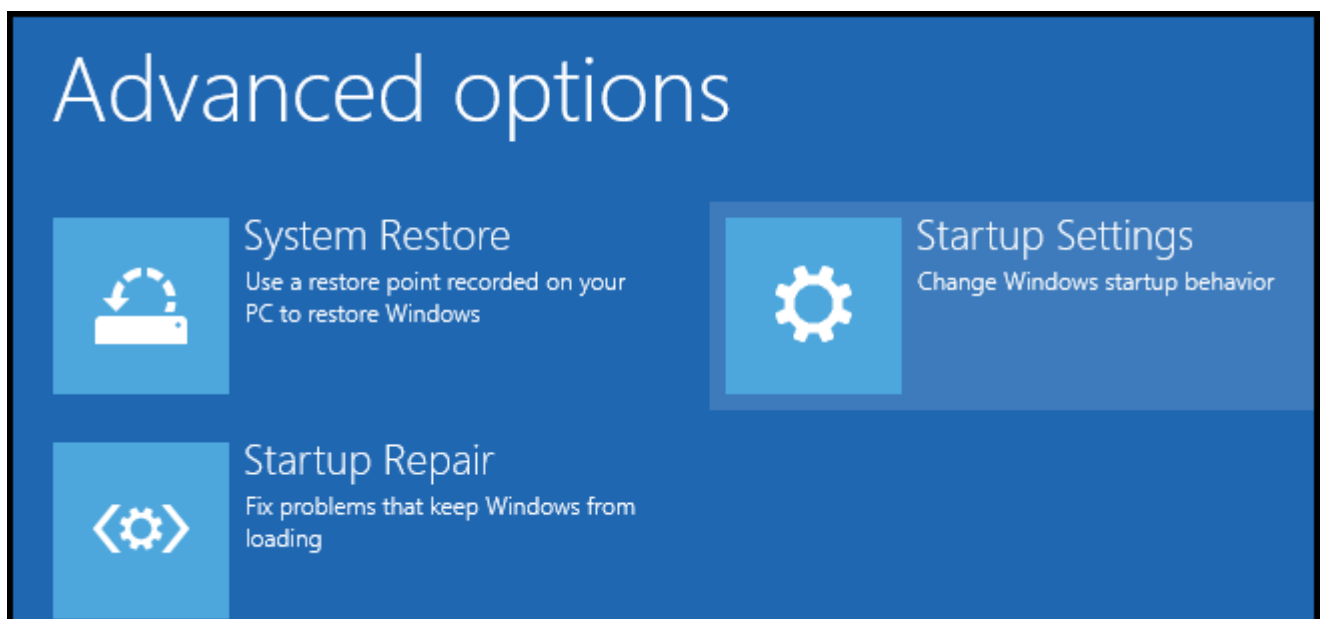 Advanced options
System Restore
Use a restore point recorded on your
PC to restore Windows
Startup Settings
Change Windows startup behavior
Startup Repair
Fix problems that keep Windows from
loading